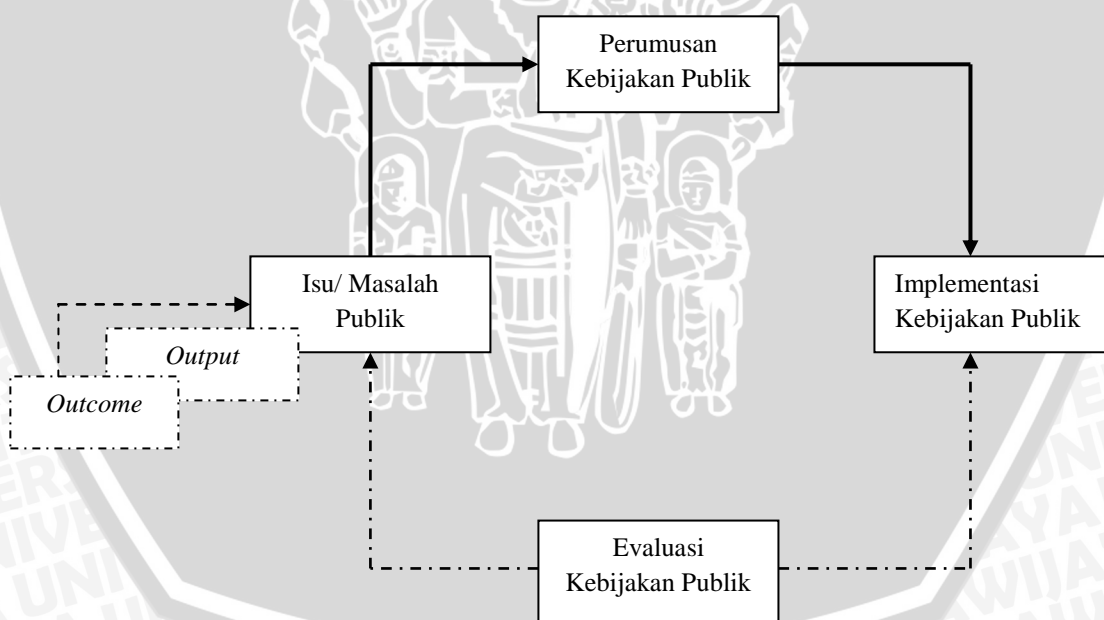 Perumusan
Kebijakan Publik
Isu/ Masalah
Publik
Implementasi
Kebijakan Publik
Output
Outcome
Evaluasi
Kebijakan Publik